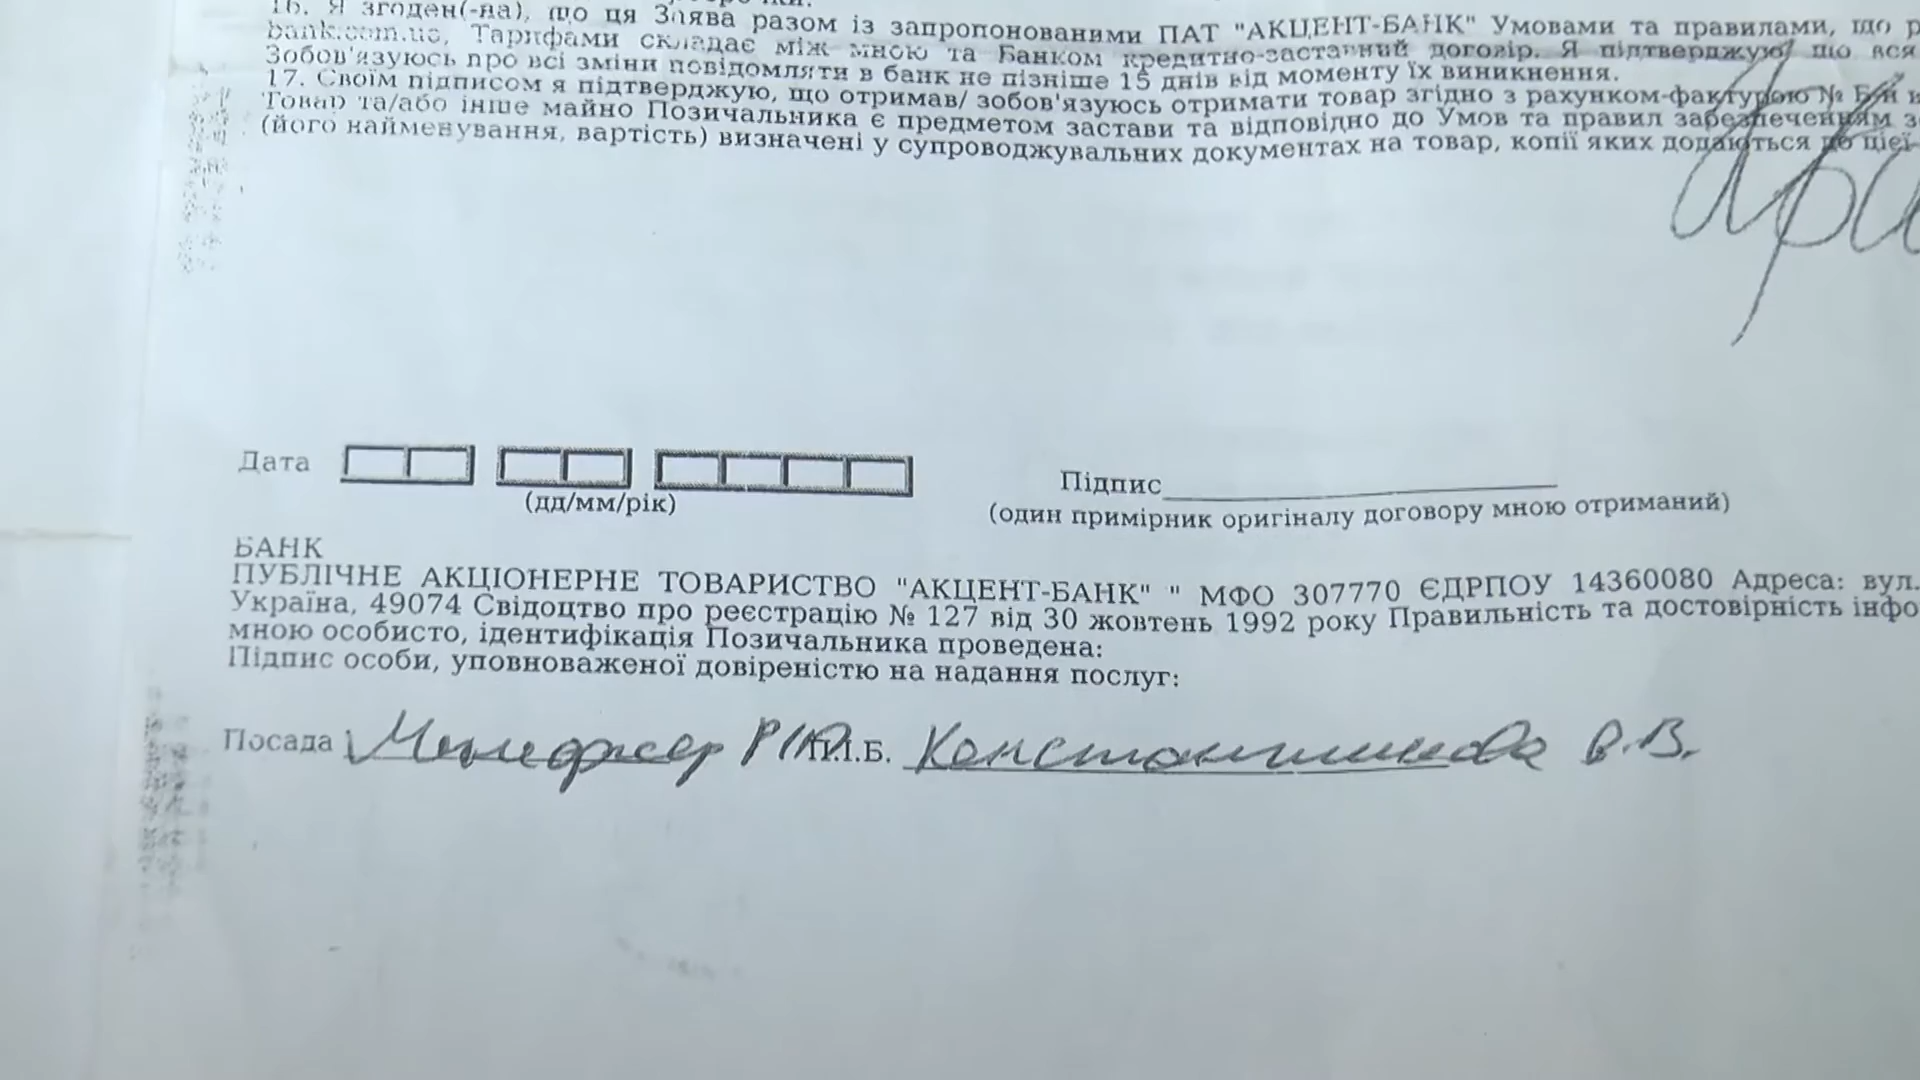 16. Я згоден(-на), що ця Заява разом із запропонованими ПАТ "АКЦЕНТ-БАНК" Умовами та правилами, що
bank.com.ua, Тарифами складає між мною та Банком кредитно-заставний договір. Я підтверджую, що вся
Зобов'язуюсь про всі зміни повідомляти в банк не пізніше 15 днів від моменту їх виникнення.
17. Своїм підписом я підтверджую, що отримав/ зобов'язуюсь отримати товар згідно з рахунком-фактурою №
Товар та/або інше майно Позичальника є предметом застави та відповідно до Умов та правил забезпеченням
(його найменування, вартість) визначені у супроводжувальних документах на товар, копії яких додаються до цієї
Дата
Підпис
(дд/мм/рік)
(один примірник оригіналу договору мною отриманий)
БАНК
ПУБЛІЧНЕ АКЦІОНЕРНЕ ТОВАРИСТВО "АКЦЕНТ-БАНК" " МФО 307770 ЄДРПОУ 14360080 Адреса: вул.
Україна, 49074 Свідоцтво про реєстрацію № 127 від 30 жовтень 1992 року Правильність та достовірність інфо
мною особисто, ідентифікація Позичальника проведена:
Підпис особи, уповноваженої довіреністю на надання послуг:
Посада Менеджер П.І.Б. Константинова В.В.